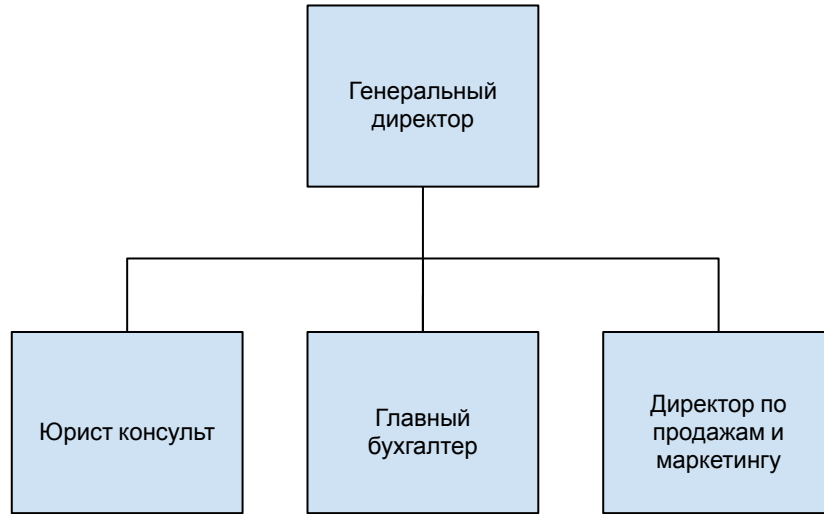 Генеральный
директор
Юрист консульт
Главный
бухгалтер
Директор по
продажам и
маркетингу